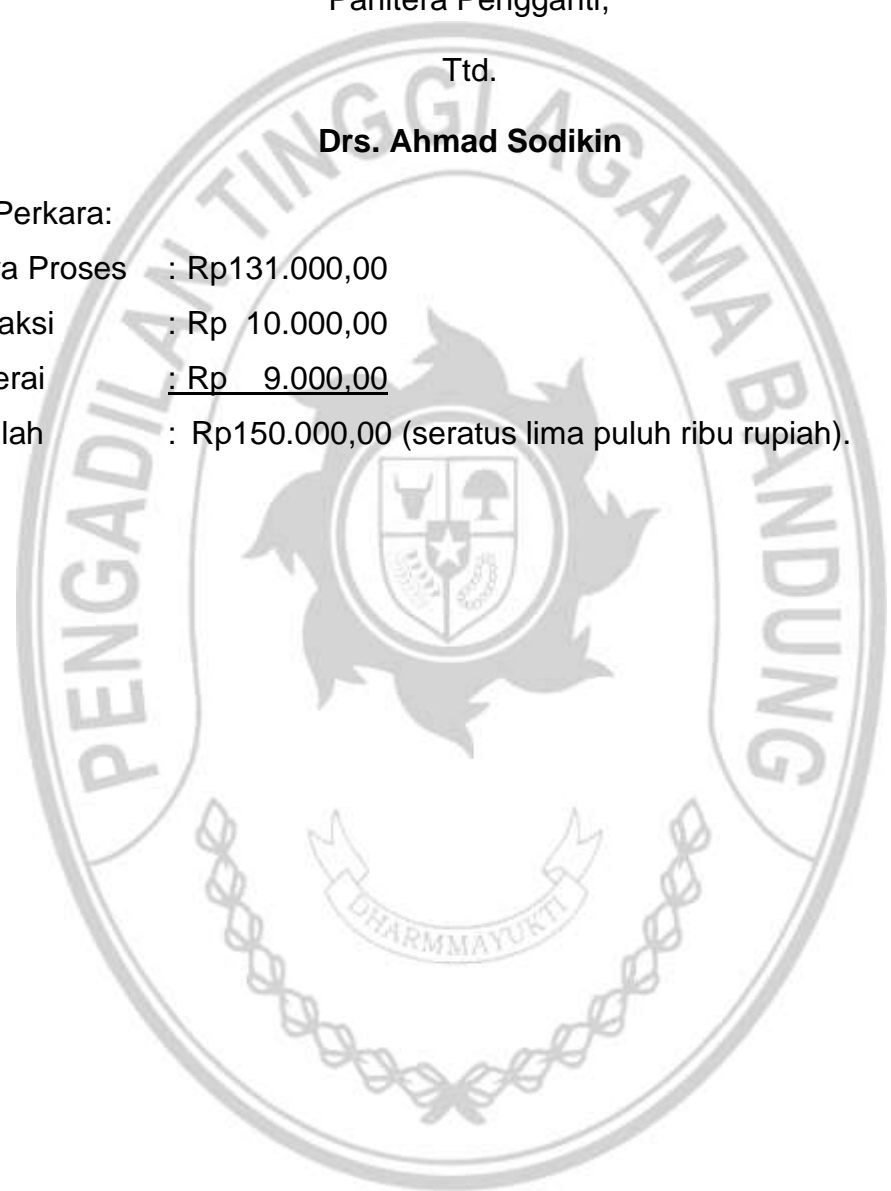 Panitera Pengganti,
Ttd.
Drs. Ahmad Sodikin
Perkara:
a Proses : Rp131.000,00
aksi : Rp 10.000,00
erai : Rp 9.000,00
lah : Rp150.000,00 (seratus lima puluh ribu rupiah).
PENGADILAN TINGGI AGAMA BANDUNG
DHARMMAYUKTI